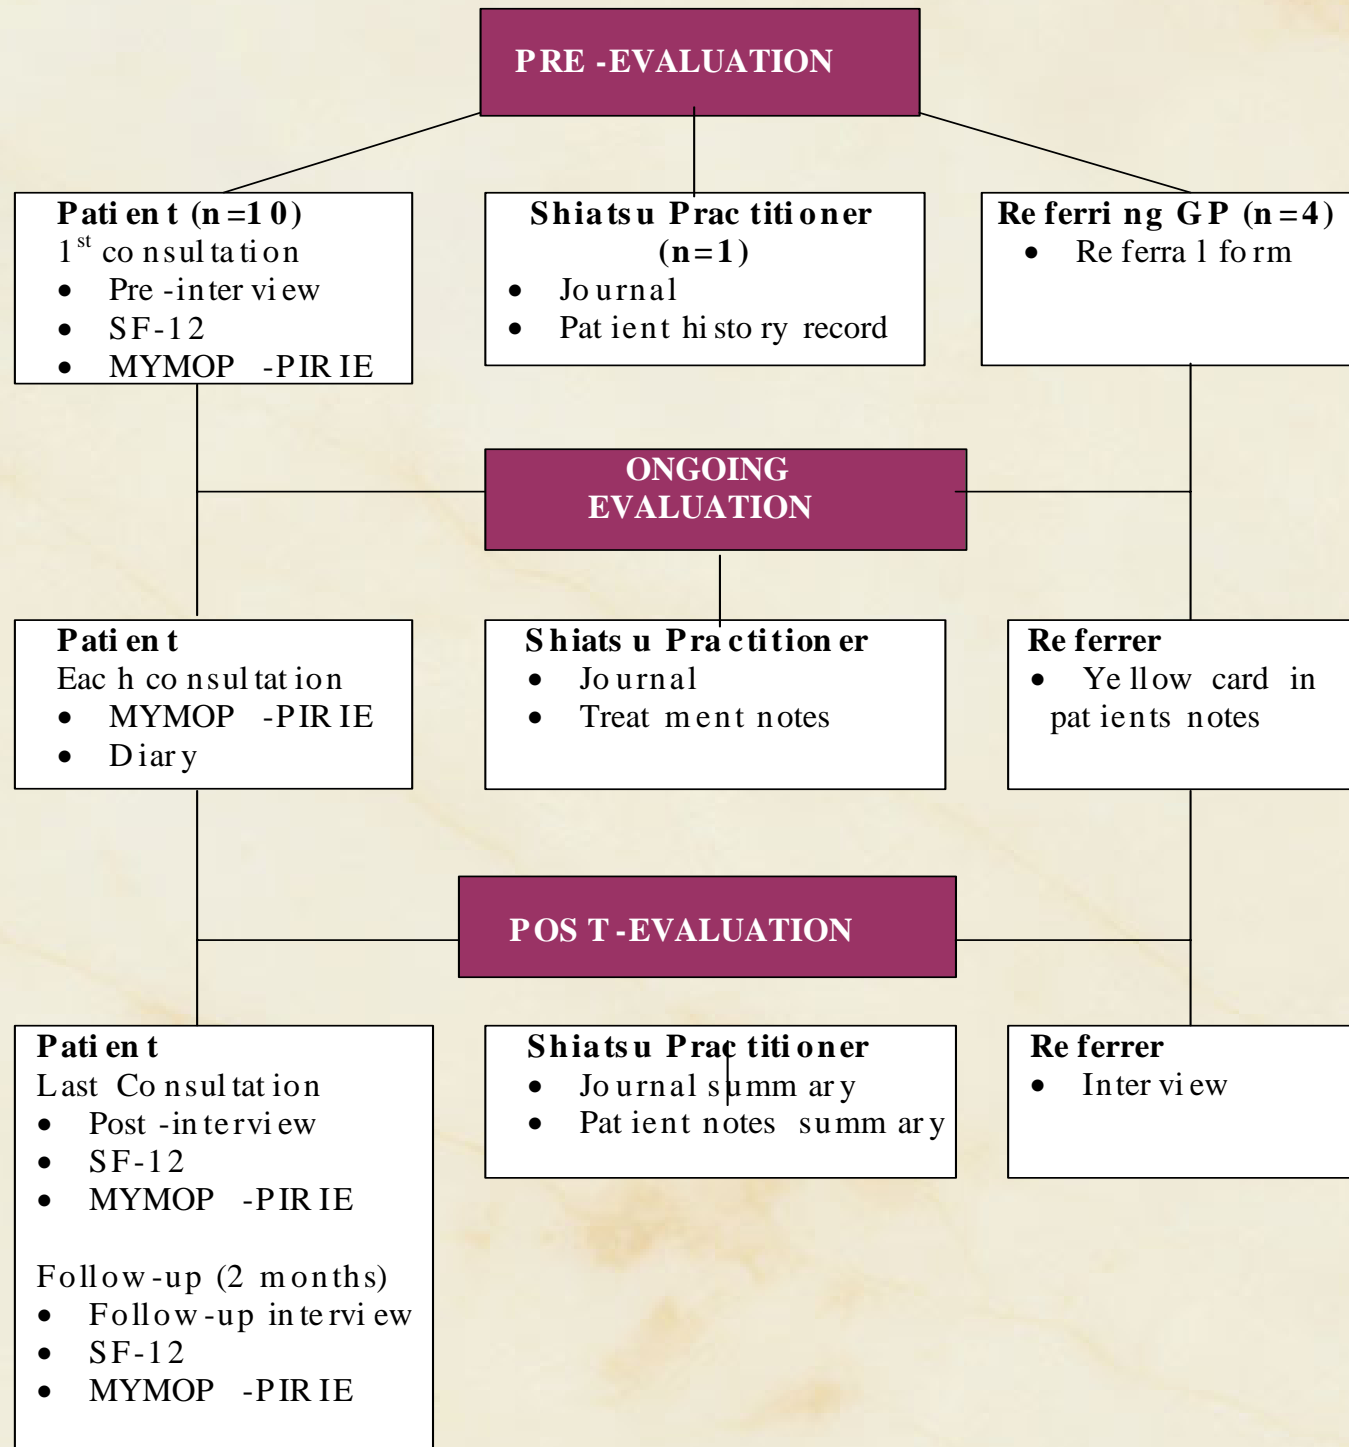 PRE-EVALUATION
Patient (n=10)
1st consultation
• Pre-interview
• SF-12
• MYMOP -PIRIE
Shiatsu Practitioner
(n=1)
• Journal
• Patient history record
Referring GP (n=4)
• Referral form
ONGOING
EVALUATION
Patient
Each consultation
• MYMOP -PIRIE
• Diary
Shiatsu Practitioner
• Journal
• Treatment notes
Referrer
• Yellow card in
patients notes
POST-EVALUATION
Patient
Last Consultation
• Post-interview
• SF-12
• MYMOP -PIRIE
Follow-up (2 months)
• Follow-up interview
• SF-12
• MYMOP -PIRIE
Shiatsu Practitioner
• Journal summary
• Patient notes summary
Referrer
• Interview